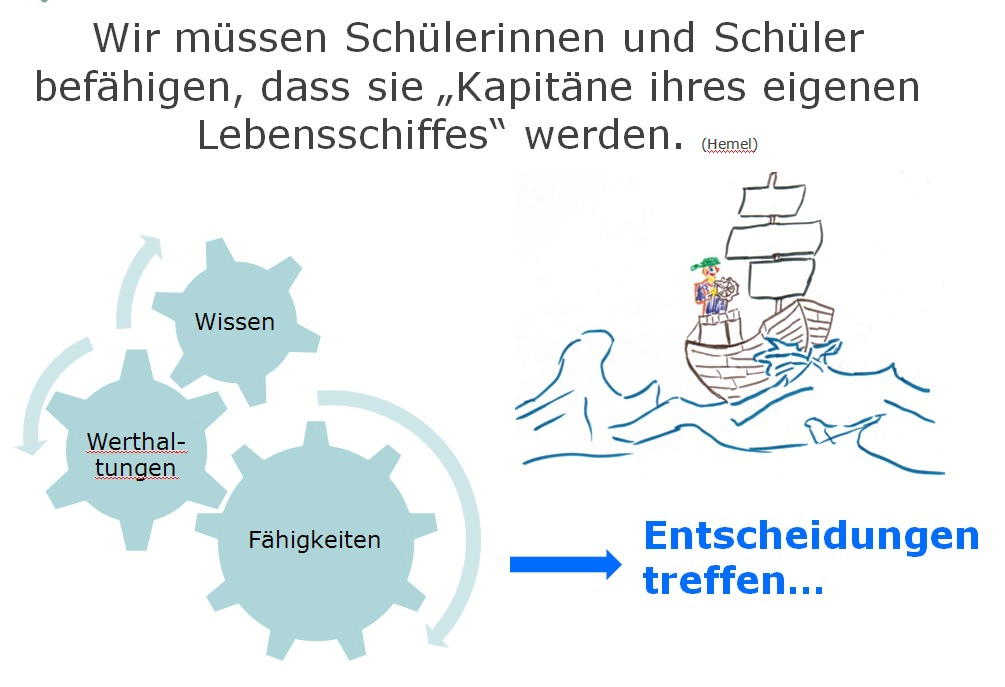 Wir müssen Schülerinnen und Schüler
befähigen, dass sie „Kapitäne ihres eigenen
Lebensschiffes“ werden. (Hemel)
Wissen
Werthal-
tungen
Fähigkeiten
Entscheidungen
treffen...